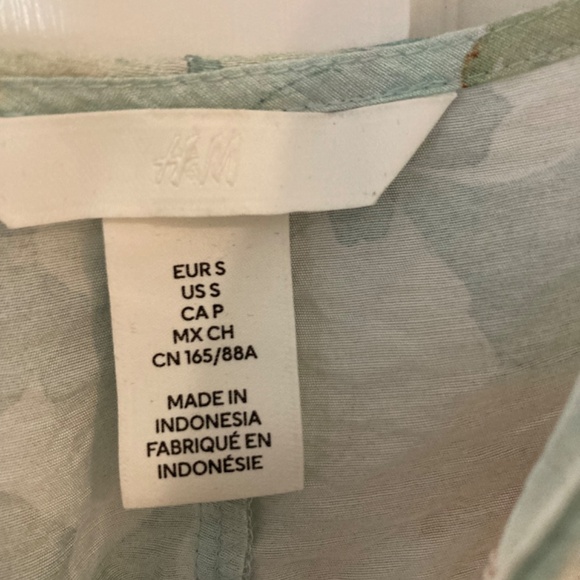 H&M
EUR S
US S
CA P
MX CH
CN 165/88A
MADE IN
INDONESIA
FABRIQUÉ EN
INDONÉSIE